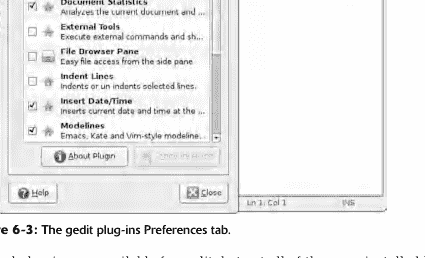 Document Statistics
Analyzes the current document and ...
External Tools
Execute external commands and sh...
File Browser Pane
Easy file access from the side pane
Indent Lines
Indents or un indents selected lines.
Insert Date/Time
Inserts current date and time at the ...
Modelines
Emacs, Kate and Vim-style modeline...
About Plugin
Help
Close
Ln 1, Col 1
INS
re 6-3: The gedit plug-ins Preferences tab.